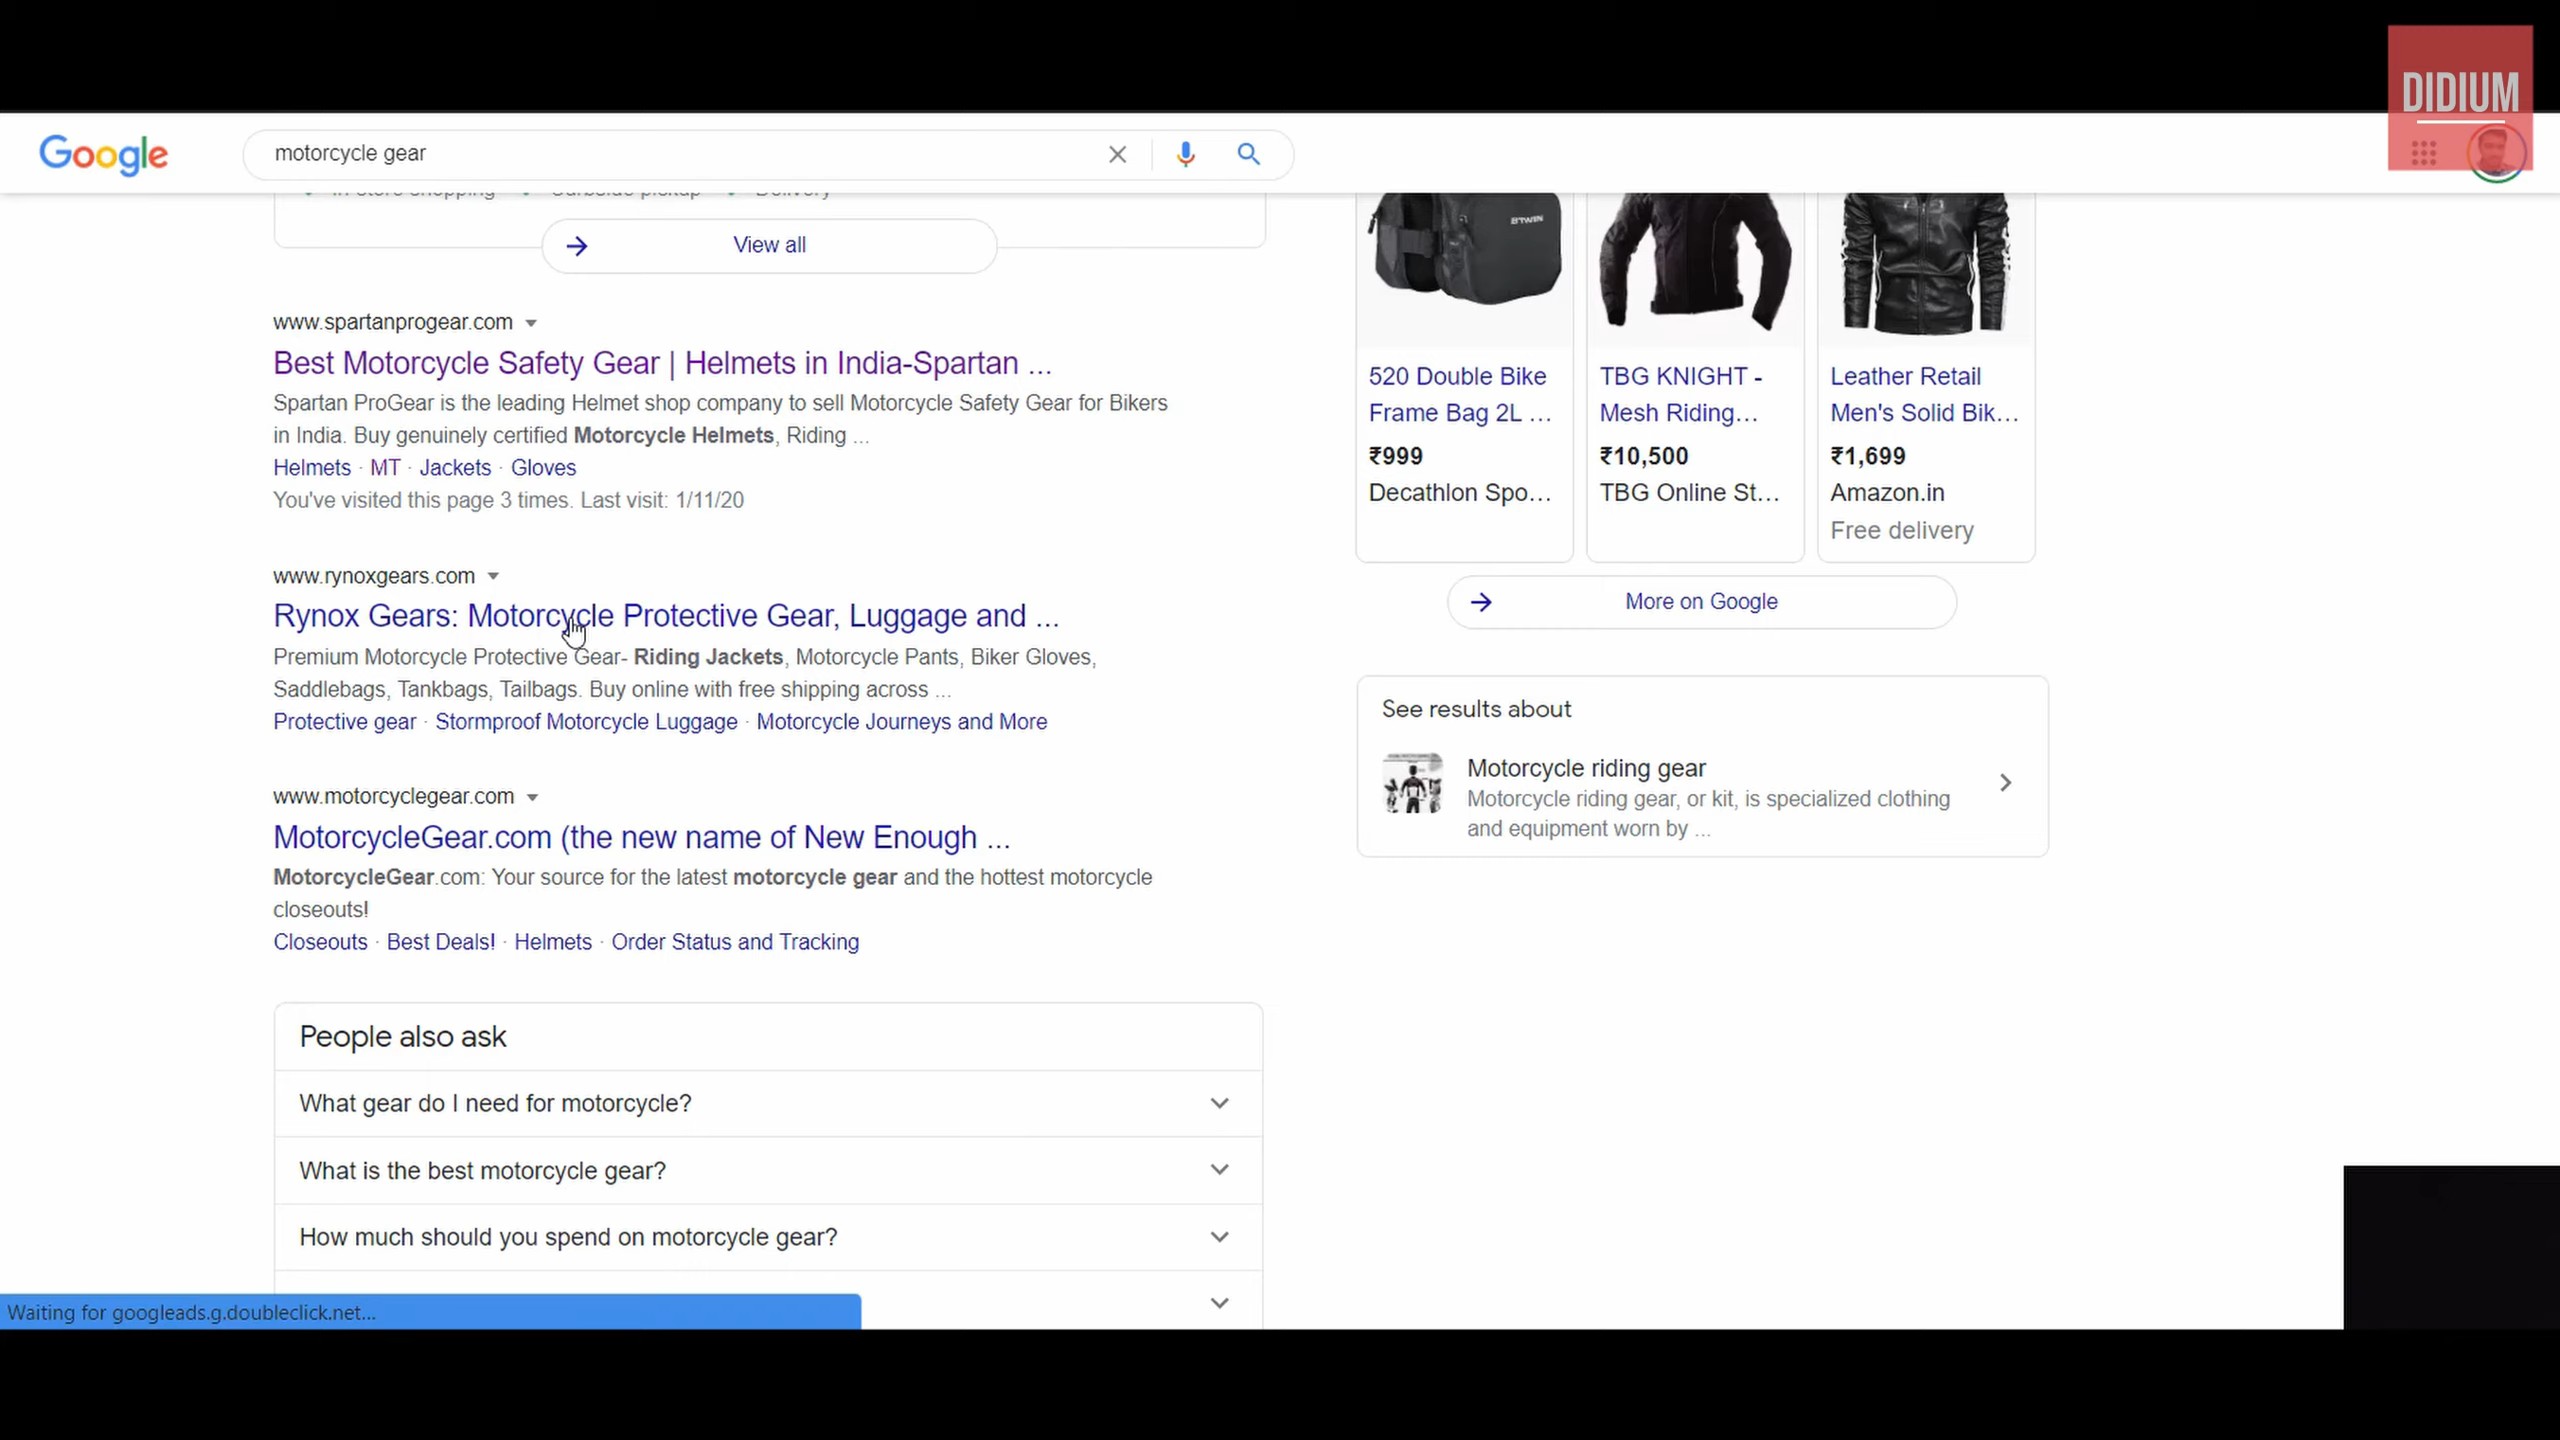 DIDIUM
Google
motorcycle gear
In-store shopping Curbside pickup Delivery
View all
www.spartanprogear.com
Best Motorcycle Safety Gear | Helmets in India-Spartan ...
Spartan ProGear is the leading Helmet shop company to sell Motorcycle Safety Gear for Bikers
in India. Buy genuinely certified Motorcycle Helmets, Riding ...
Helmets · MT · Jackets · Gloves
You've visited this page 3 times. Last visit: 1/11/20
www.rynoxgears.com
Rynox Gears: Motorcycle Protective Gear, Luggage and ...
Premium Motorcycle Protective Gear- Riding Jackets, Motorcycle Pants, Biker Gloves,
Saddlebags, Tankbags, Tailbags. Buy online with free shipping across ...
Protective gear · Stormproof Motorcycle Luggage · Motorcycle Journeys and More
www.motorcyclegear.com
MotorcycleGear.com (the new name of New Enough ...
MotorcycleGear.com: Your source for the latest motorcycle gear and the hottest motorcycle
closeouts!
Closeouts · Best Deals! · Helmets · Order Status and Tracking
People also ask
What gear do I need for motorcycle?
What is the best motorcycle gear?
How much should you spend on motorcycle gear?
Waiting for googleads.g.doubleclick.net...
B'TWIN
520 Double Bike
Frame Bag 2L ...
₹999
Decathlon Spo...
TBG KNIGHT -
Mesh Riding...
₹10,500
TBG Online St...
Leather Retail
Men's Solid Bik...
₹1,699
Amazon.in
Free delivery
More on Google
See results about
Motorcycle riding gear
Motorcycle riding gear, or kit, is specialized clothing
and equipment worn by ...